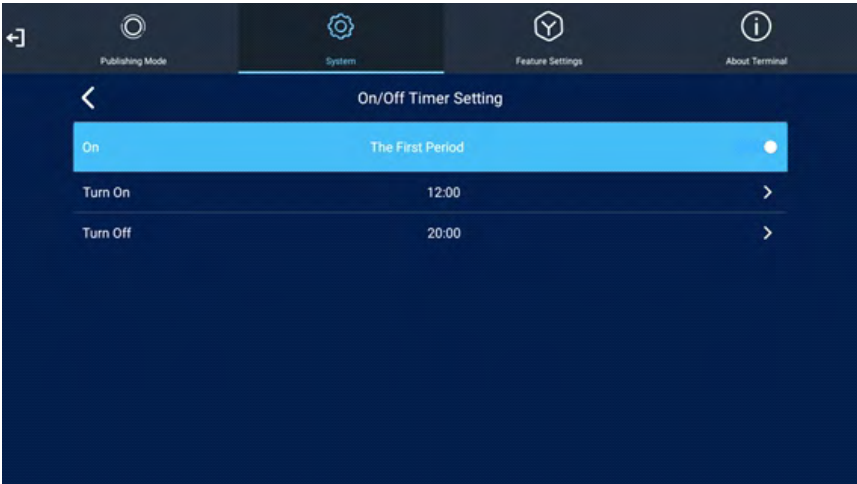 Publishing Mode
System
Feature Settings
About Terminal
On/Off Timer Setting
On The First Period
Turn On 12:00
Turn Off 20:00